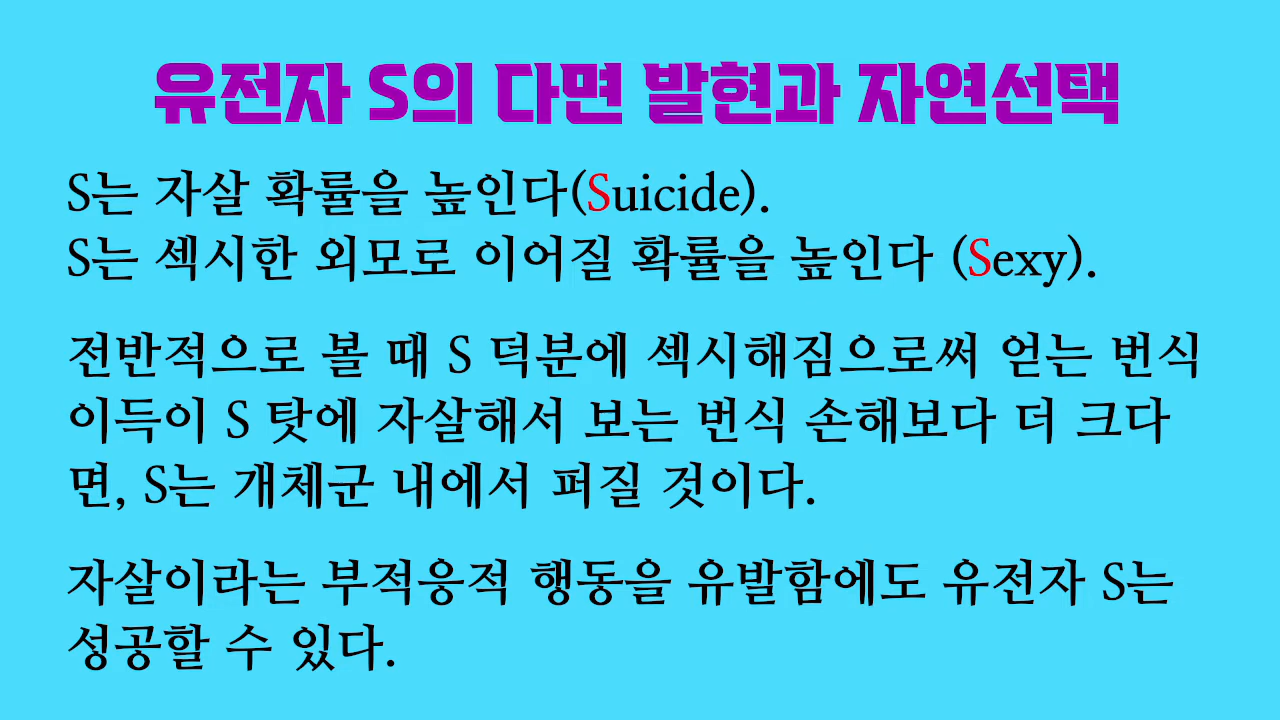 유전자 S의 다면 발현과 자연선택
S는 자살 확률을 높인다(Suicide).
S는 섹시한 외모로 이어질 확률을 높인다 (Sexy).
전반적으로 볼 때 S 덕분에 섹시해짐으로써 얻는 번식
이득이 S 탓에 자살해서 보는 번식 손해보다 더 크다
면, S는 개체군 내에서 퍼질 것이다.
자살이라는 부적응적 행동을 유발함에도 유전자 S는
성공할 수 있다.